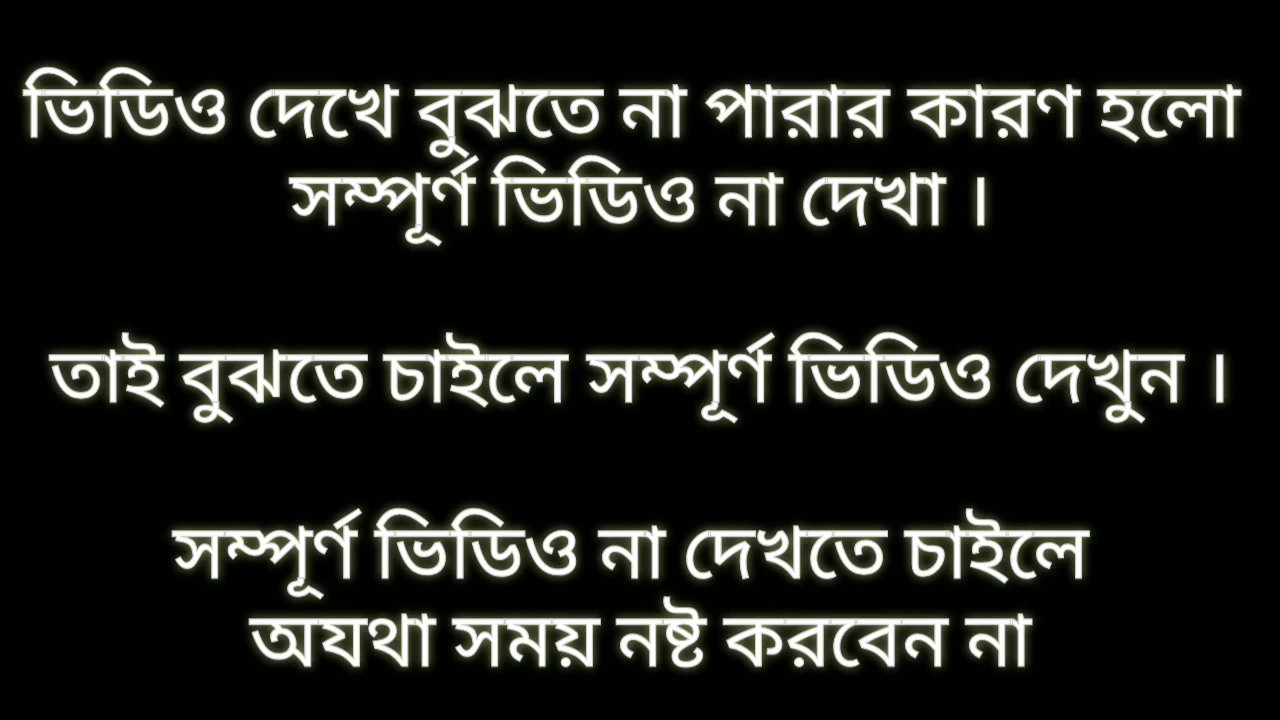 ভিডিও দেখে বুঝতে না পারার কারণ হলো
সম্পূর্ণ ভিডিও না দেখা ।
তাই বুঝতে চাইলে সম্পূর্ণ ভিডিও দেখুন ।
সম্পূর্ণ ভিডিও না দেখতে চাইলে
অযথা সময় নষ্ট করবেন না